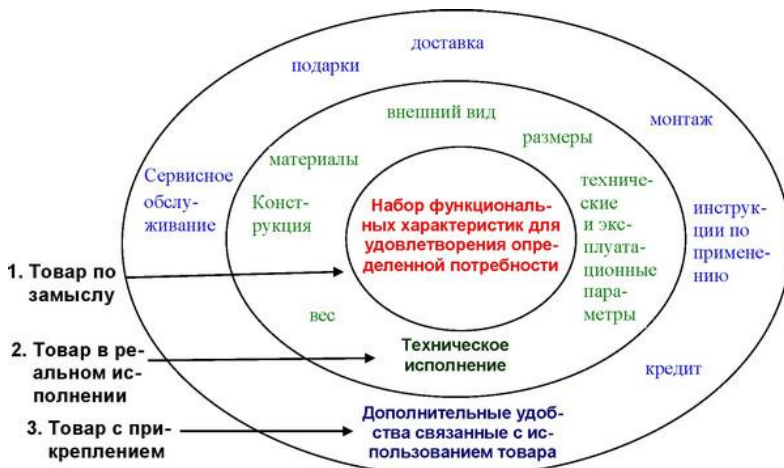 доставка
подарки
внешний вид
монтаж
размеры
материалы
Сервисное
обслу-
живание
Конст-
рукция
Набор функциональ-
ных характеристик для
удовлетворения опре-
деленной потребности
техниче-
ские
и экс-
плуата-
ционные
пара-
метры
инструк-
ции по
примене-
нию
1. Товар по
замыслу
вес
2. Товар в ре-
альном ис-
полнении
Техническое
исполнение
кредит
3. Товар с при-
креплением
Дополнительные удоб-
ства связанные с ис-
пользованием товара